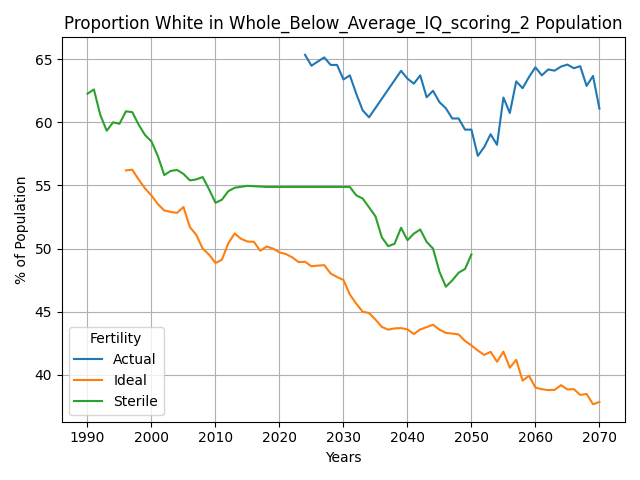 Proportion White in Whole_Below_Average_IQ_scoring_2 Population
% of Population
65
60
55
50
45
40
Fertility
Actual
Ideal
Sterile
1990 2000 2010 2020 2030 2040 2050 2060 2070
Years